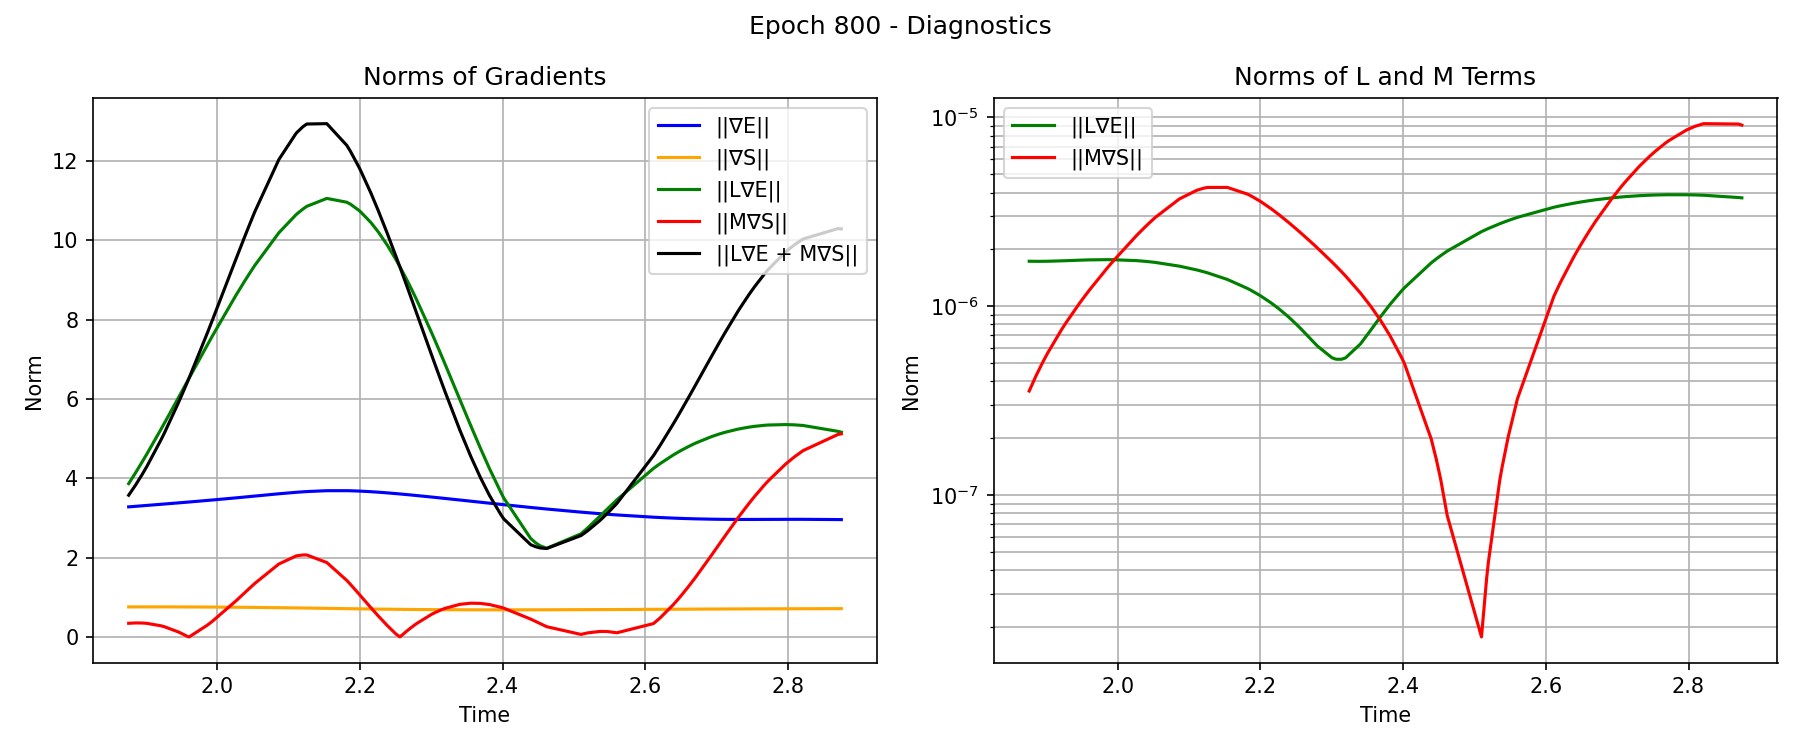 Epoch 800 - Diagnostics
Norms of Gradients
||∇E||
||∇S||
||L∇E||
||M∇S||
||L∇E + M∇S||
12
10
8
6
4
2
0
Norm
2.0 2.2 2.4 2.6 2.8
Time
Norms of L and M Terms
||L∇E||
||M∇S||
10⁻⁵
10⁻⁶
10⁻⁷
Norm
2.0 2.2 2.4 2.6 2.8
Time